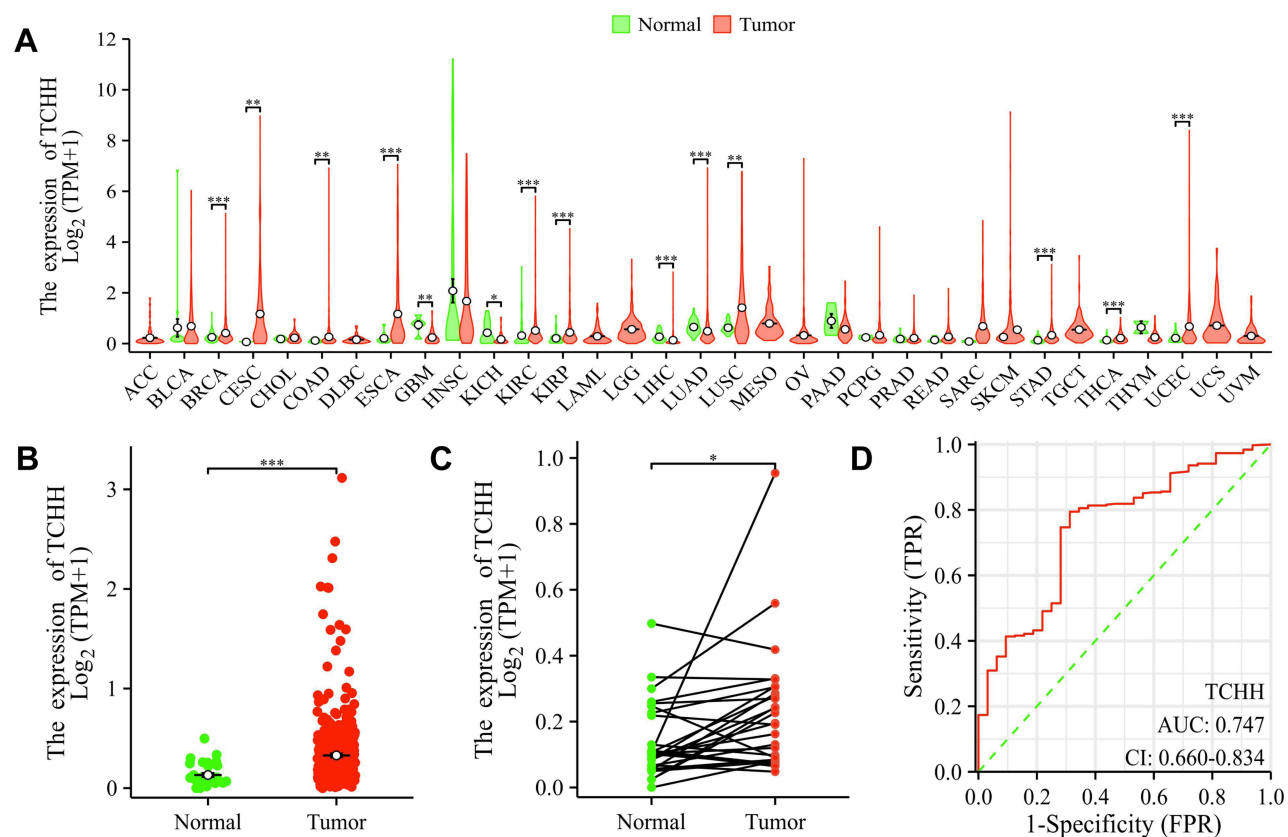 Normal Tumor
A
The expression of TCHH
Log₂ (TPM+1)
12
10
8
6
4
2
0
**
***
**
***
**
*
***
***
***
***
**
***
***
***
ACC BLCA BRCA CESC CHOL COAD DLBC ESCA GBM HNSC KICH KIRC KIRP LAML LGG LIHC LUAD LUSC MESO OV PAAD PCPG PRAD READ SARC SKCM STAD TGCT THCA THYM UCEC UCS UVM
B
The expression of TCHH
Log₂ (TPM+1)
3
2
1
0
***
Normal Tumor
C
The expression of TCHH
Log₂ (TPM+1)
1.0
0.8
0.6
0.4
0.2
0.0
*
Normal Tumor
D
Sensitivity (TPR)
1.0
0.8
0.6
0.4
0.2
0.0
TCHH
AUC: 0.747
CI: 0.660-0.834
0.0 0.2 0.4 0.6 0.8 1.0
1-Specificity (FPR)